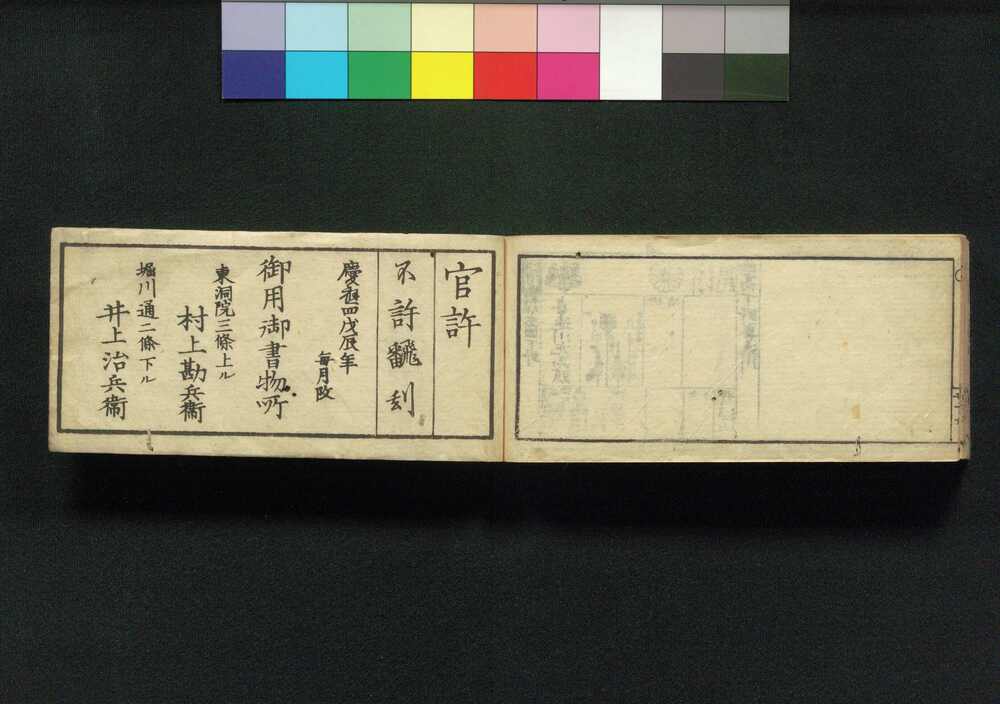 官許
不許飜刻
慶應四戊辰年
毎月改
御用御書物所
東洞院三條上ル
村上勘兵衞
堀川通二條下ル
井上治兵衞